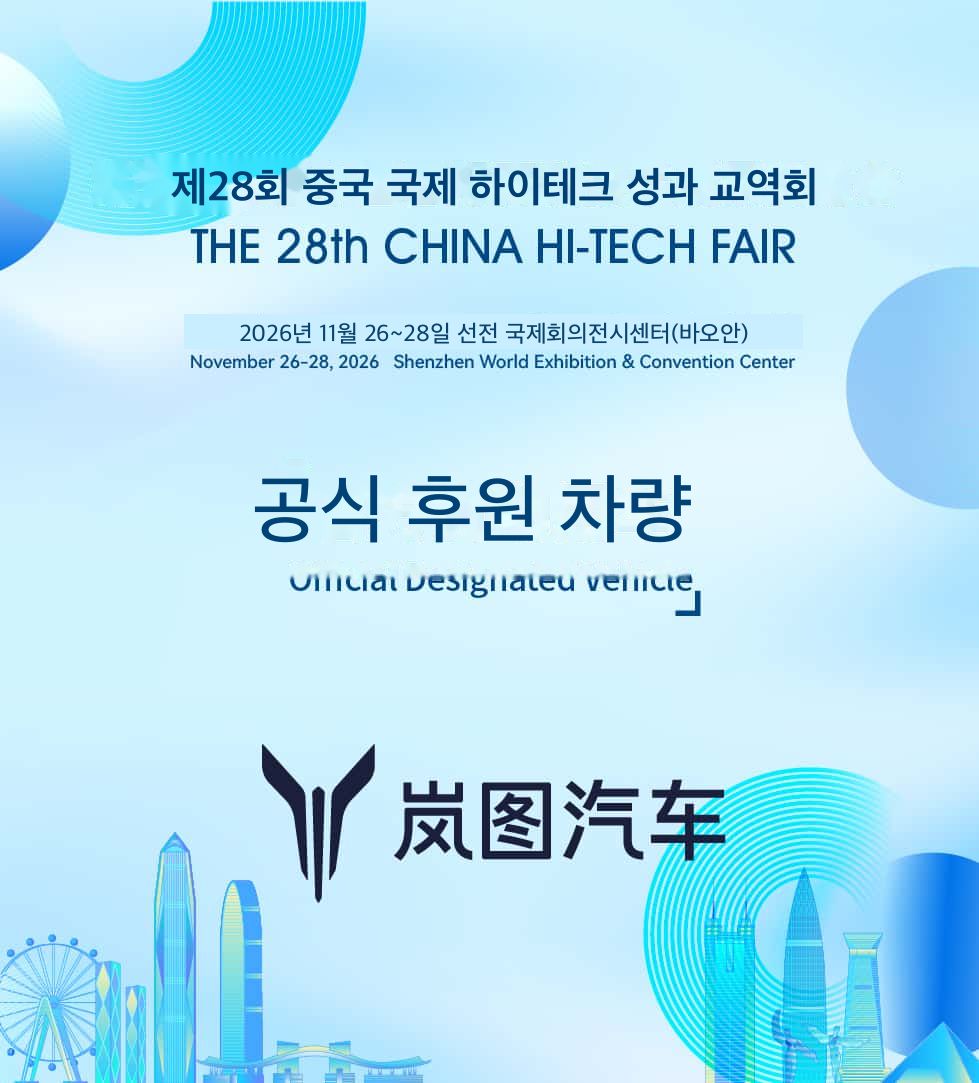 제28회 중국 국제 하이테크 성과 교역회
THE 28th CHINA HI-TECH FAIR
2026년 11월 26~28일 선전 국제회의전시센터(바오안)
November 26-28, 2026 Shenzhen World Exhibition & Convention Center
공식 후원 차량
Official Designated Vehicle
岚图汽车